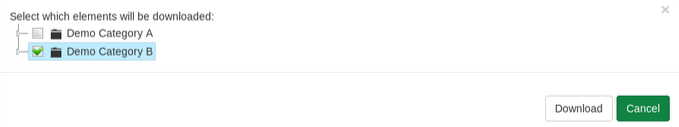 Select which elements will be downloaded:
Demo Category A
Demo Category B
Download
Cancel